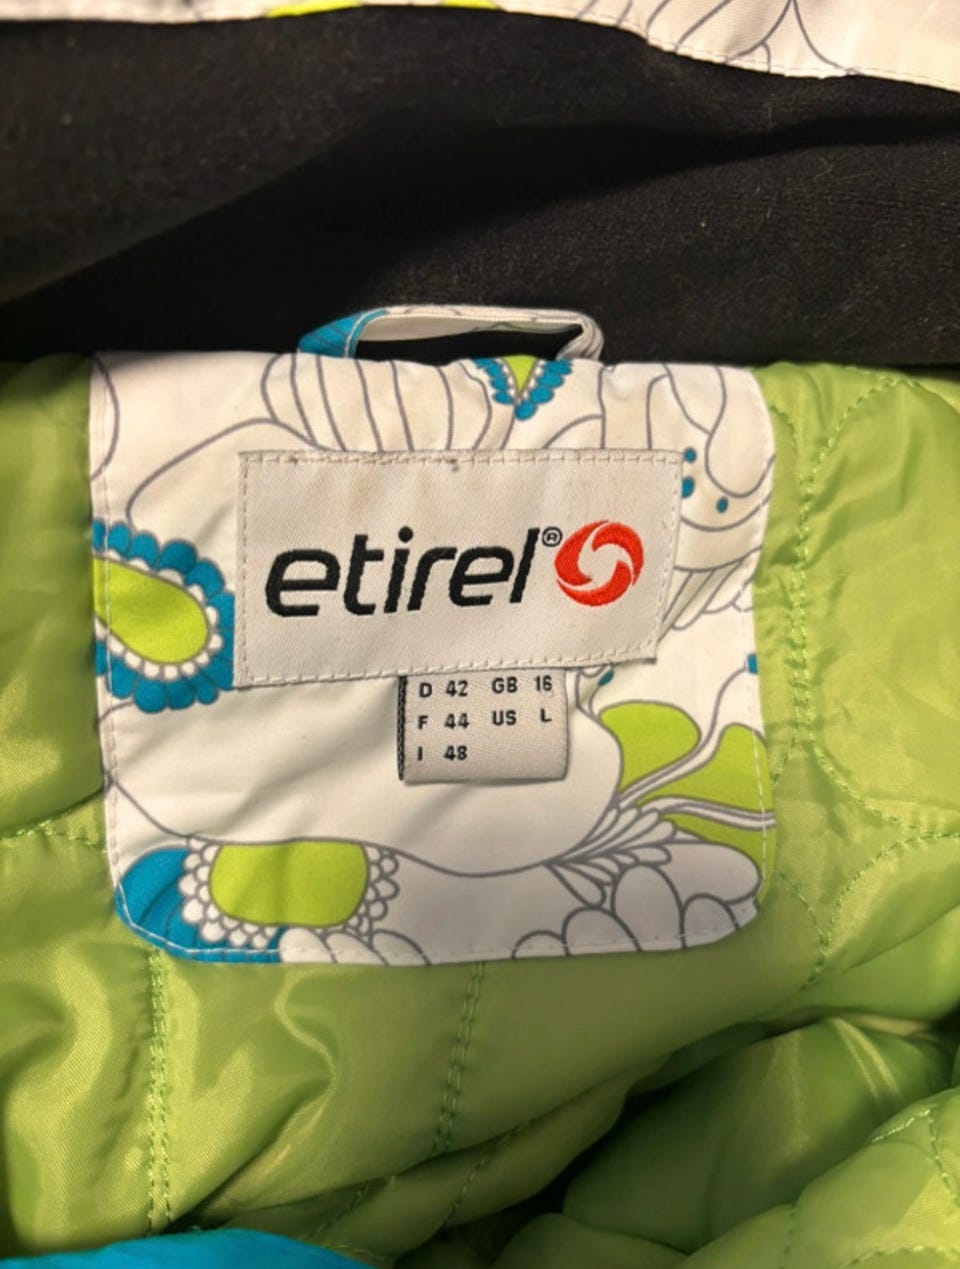 etirel®
D 42 GB 16
F 44 US L
I 48